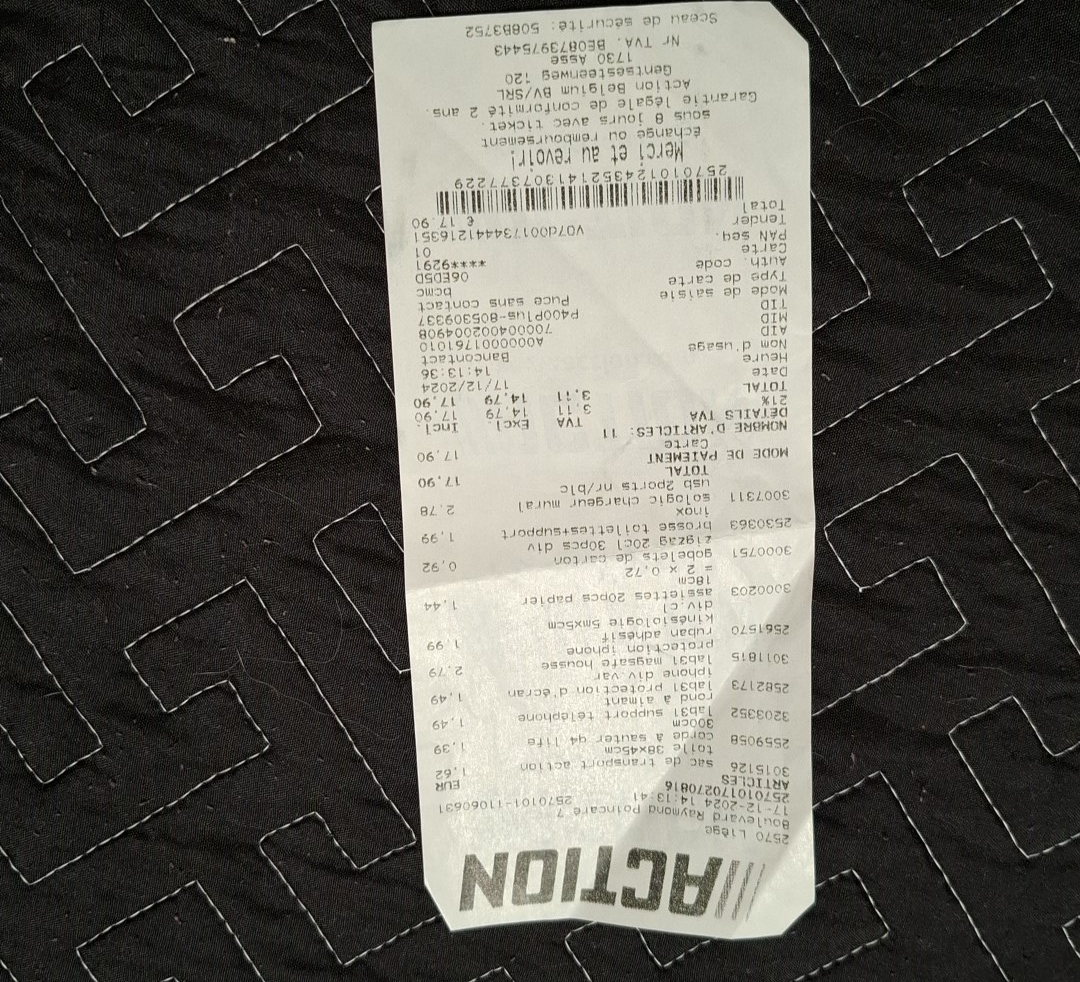 ACTION
2570 Liège
Boulevard Raymond Poincaré 7
17-12-2024 14:13:41 2570101-11060631
257010170270816
ARTICLES EUR
3015126 sac de transport action 1,62
toile 38x45cm
2559058 corde à sauter q4 life 1,39
300cm
3203352 lab31 support téléphone 1,49
rond à aimant
2582173 lab31 protection d'écran 1,49
iphone div.var
3011815 lab31 magsafe housse 2,79
protection iphone
2561570 ruban adhésif 1,99
kinésiologie 5mx5cm
div.cl
3000203 assiettes 20pcs papier 1,44
18cm
= 2 x 0,72
3000751 gobelets de carton 0,92
zigzag 20cl 30pcs div
2530363 brosse toilettes+support 1,99
inox
3007311 sologic chargeur mural 2,78
usb 2ports nr/blc
TOTAL 17,90
MODE DE PAIEMENT
Carte 17,90
NOMBRE D'ARTICLES: 11
DÉTAILS TVA TVA Excl. Incl.
21% 3,11 14,79 17,90
TOTAL 3,11 14,79 17,90
Date 17/12/2024
Heure 14:13:36
Nom d'usage Bancontact
AID A0000001761010
MID 700004002004908
TID P400Plus-805309337
Mode de saisie Puce sans contact
Type de carte bcmc
Auth. code 06ED5D
Carte ****9291
PAN seq. 01
Tender V07d001734441216351
Total € 17.90
257010124352141307377229
Merci et au revoir!
échange ou remboursement
sous 8 jours avec ticket.
Garantie légale de conformité 2 ans.
Action Belgium BV/SRL
Gentsesteenweg 120
1730 Asse
Nr TVA. BE0873975443
Sceau de sécurité: 508B3752